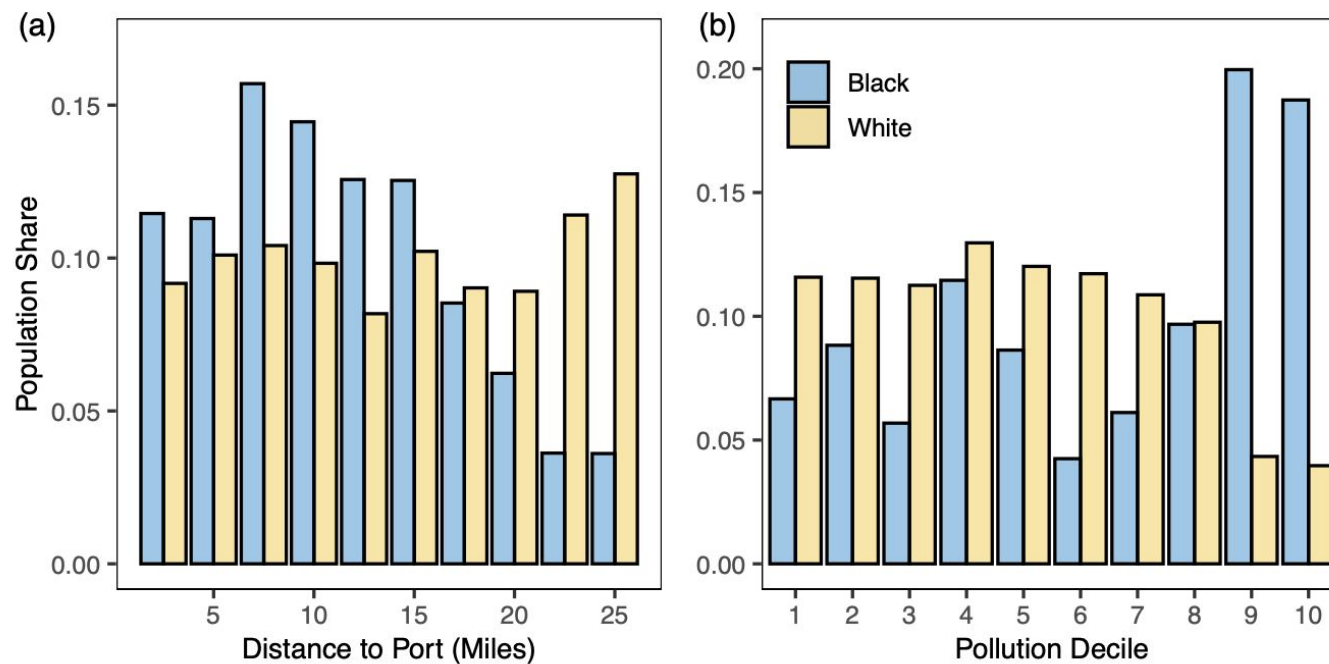 (a)
Population Share
0.15
0.10
0.05
0.00
5 10 15 20 25
Distance to Port (Miles)
(b)
Black
White
0.20
0.15
0.10
0.05
0.00
1 2 3 4 5 6 7 8 9 10
Pollution Decile